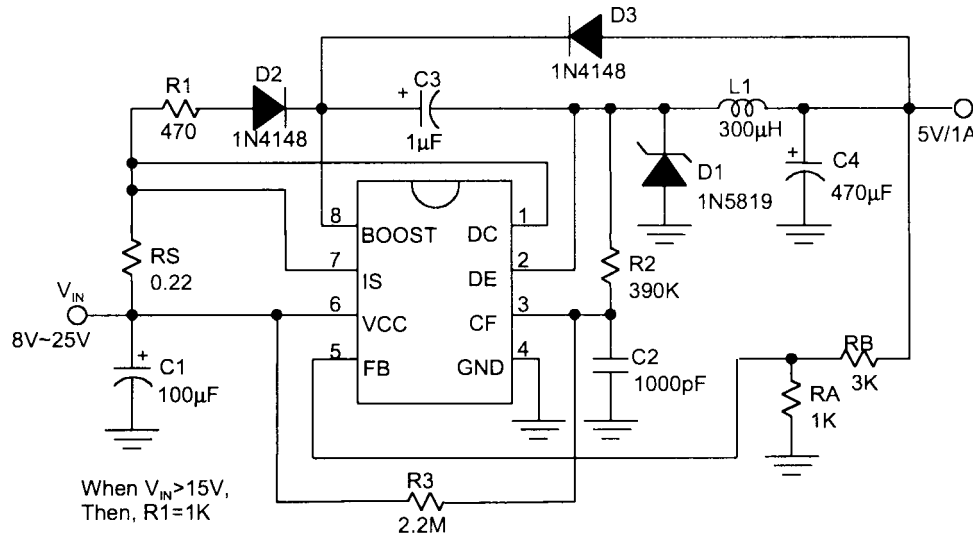 D3
1N4148
R1
470
D2
1N4148
C3
+
1µF
L1
300µH
5V/1A
+
C4
470µF
D1
1N5819
8
BOOST
DC
1
7
IS
DE
2
6
VCC
CF
3
5
FB
GND
4
RS
0.22
VIN
8V~25V
+
C1
100µF
R2
390K
C2
1000pF
RB
3K
RA
1K
R3
2.2M
When VIN>15V,
Then, R1=1K